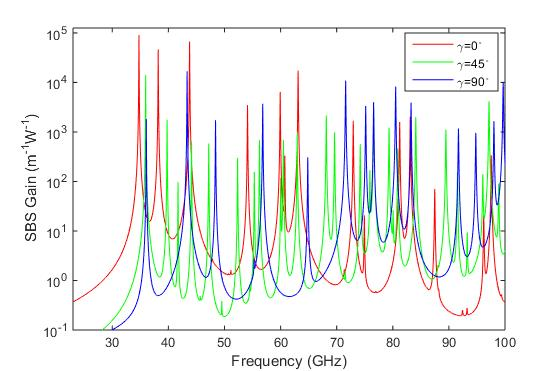 10^5
10^4
10^3
10^2
10^1
10^0
10^-1
SBS Gain (m^-1W^-1)
γ=0°
γ=45°
γ=90°
30 40 50 60 70 80 90 100
Frequency (GHz)